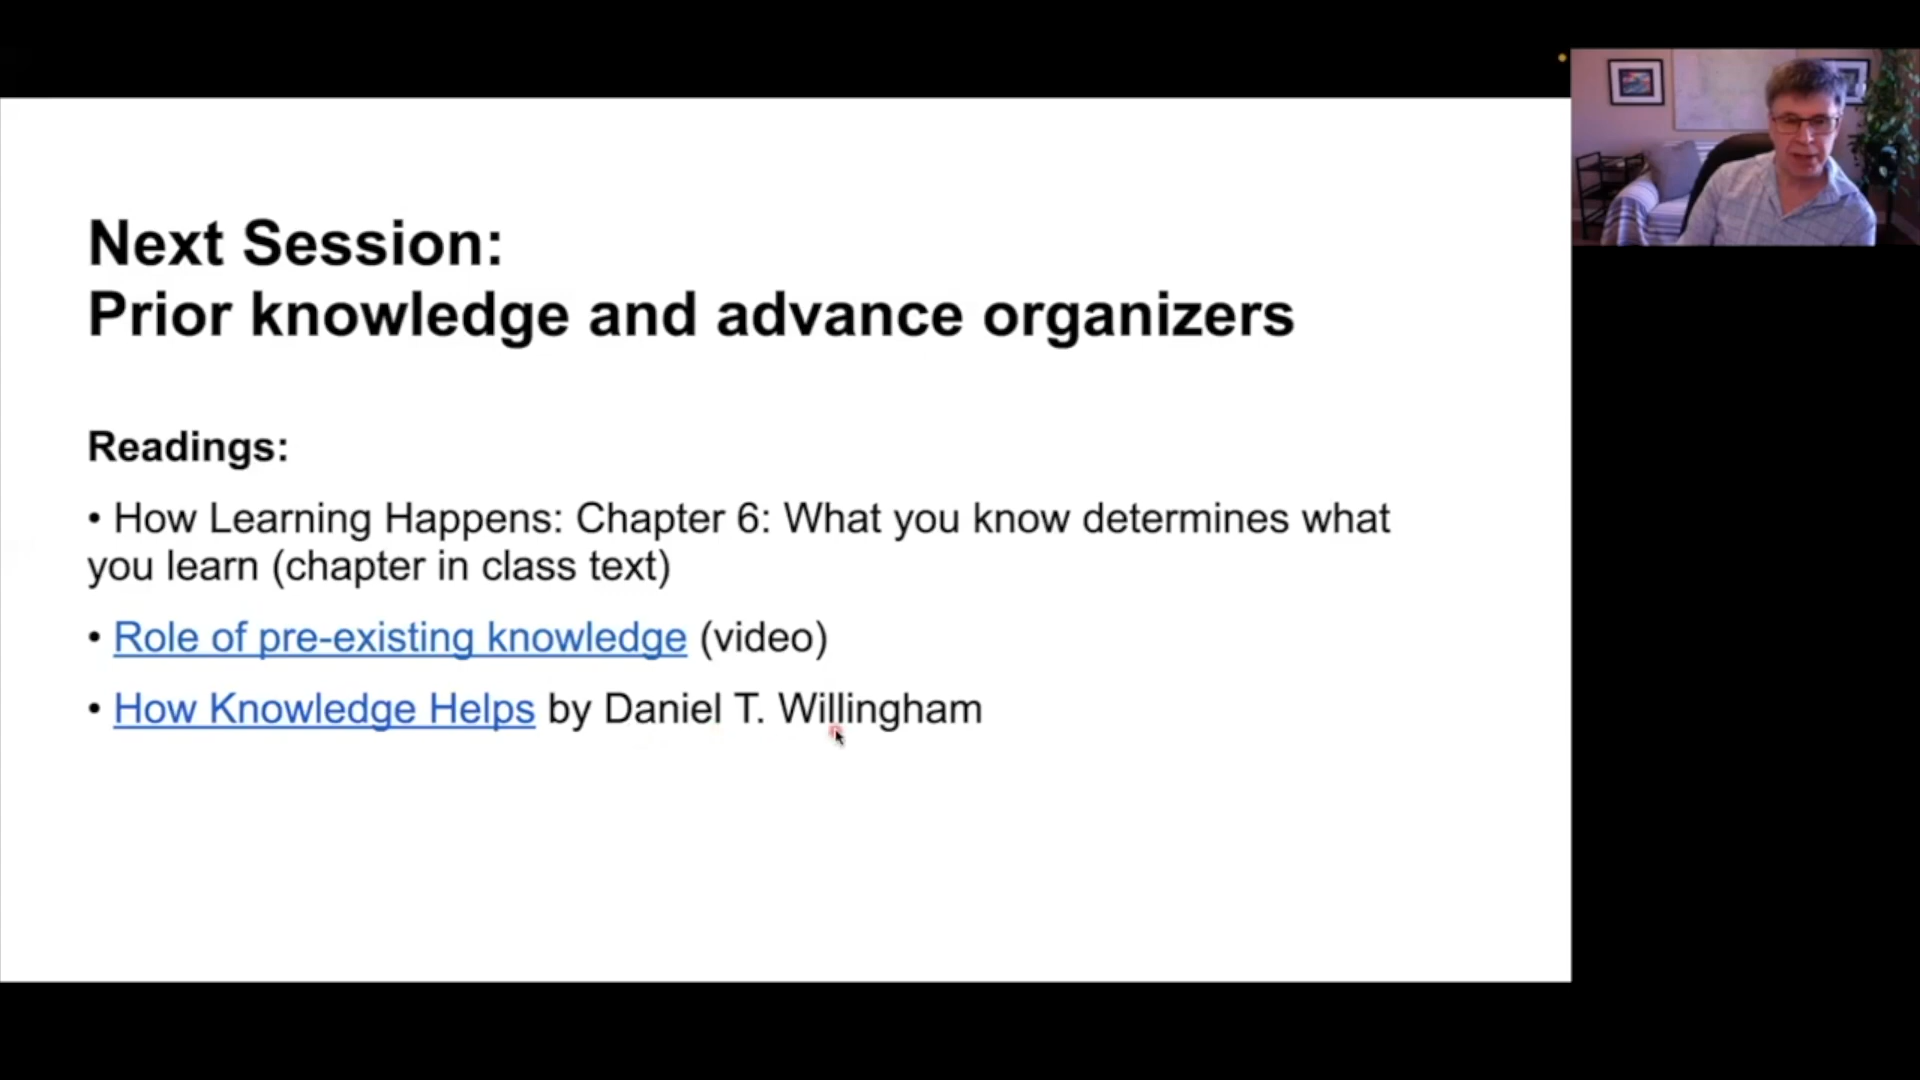 Next Session:
Prior knowledge and advance organizers
Readings:
• How Learning Happens: Chapter 6: What you know determines what
you learn (chapter in class text)
• Role of pre-existing knowledge (video)
• How Knowledge Helps by Daniel T. Willingham